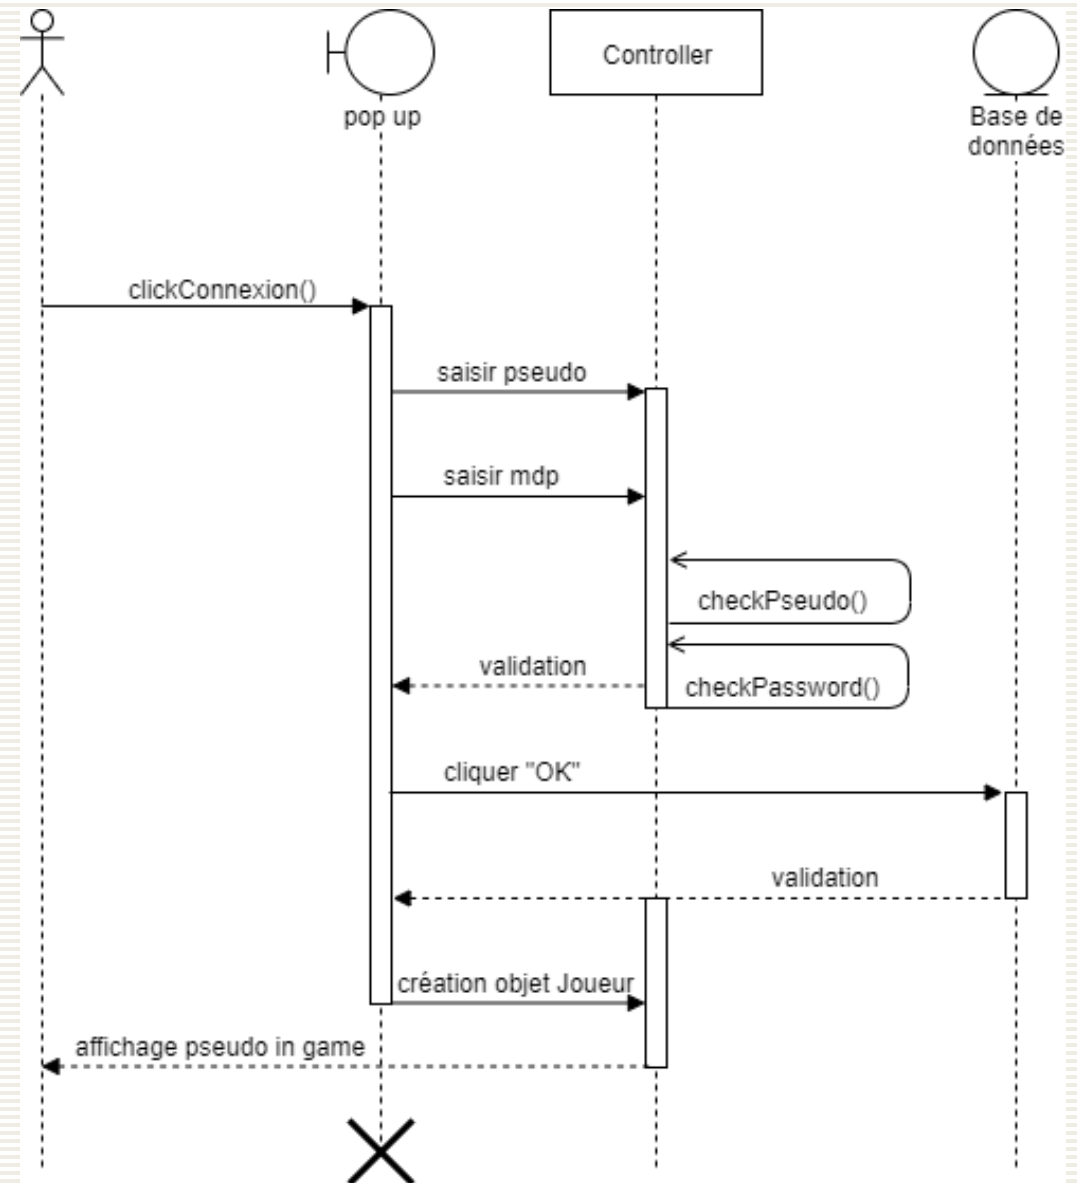 Controller
pop up
Base de
données
clickConnexion()
saisir pseudo
saisir mdp
checkPseudo()
validation
checkPassword()
cliquer "OK"
validation
création objet Joueur
affichage pseudo in game